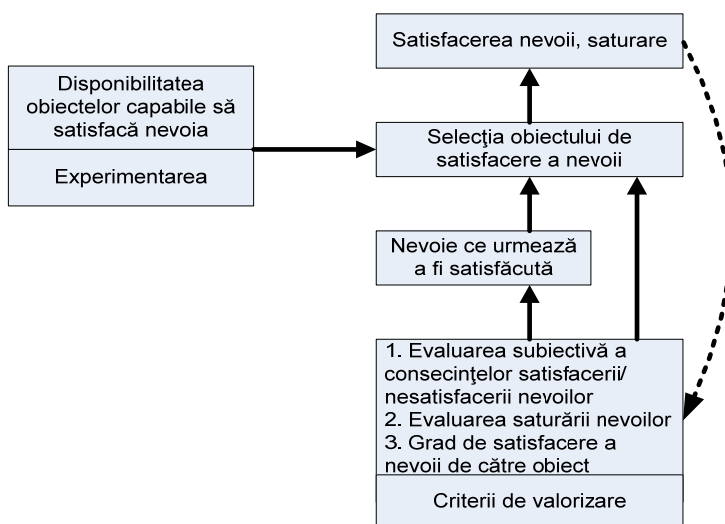 Disponibilitatea
obiectelor capabile să
satisfacă nevoia
Experimentarea
Satisfacerea nevoii, saturare
Selecţia obiectului de
satisfacere a nevoii
Nevoie ce urmează
a fi satisfăcută
1. Evaluarea subiectivă a
consecinţelor satisfacerii/
nesatisfacerii nevoilor
2. Evaluarea saturării nevoilor
3. Grad de satisfacere a
nevoii de către obiect
Criterii de valorizare